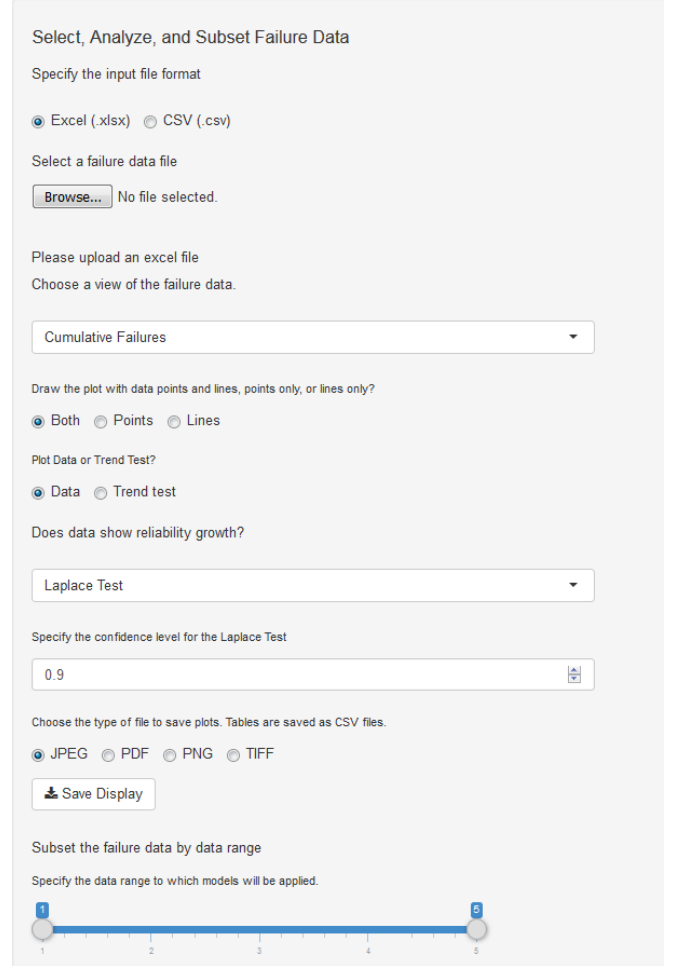 Select, Analyze, and Subset Failure Data
Specify the input file format
Excel (.xlsx) CSV (.csv)
Select a failure data file
Browse... No file selected.
Please upload an excel file
Choose a view of the failure data.
Cumulative Failures
Draw the plot with data points and lines, points only, or lines only?
Both Points Lines
Plot Data or Trend Test?
Data Trend test
Does data show reliability growth?
Laplace Test
Specify the confidence level for the Laplace Test
0.9
Choose the type of file to save plots. Tables are saved as CSV files.
JPEG PDF PNG TIFF
Save Display
Subset the failure data by data range
Specify the data range to which models will be applied.
1 5
1 2 3 4 5